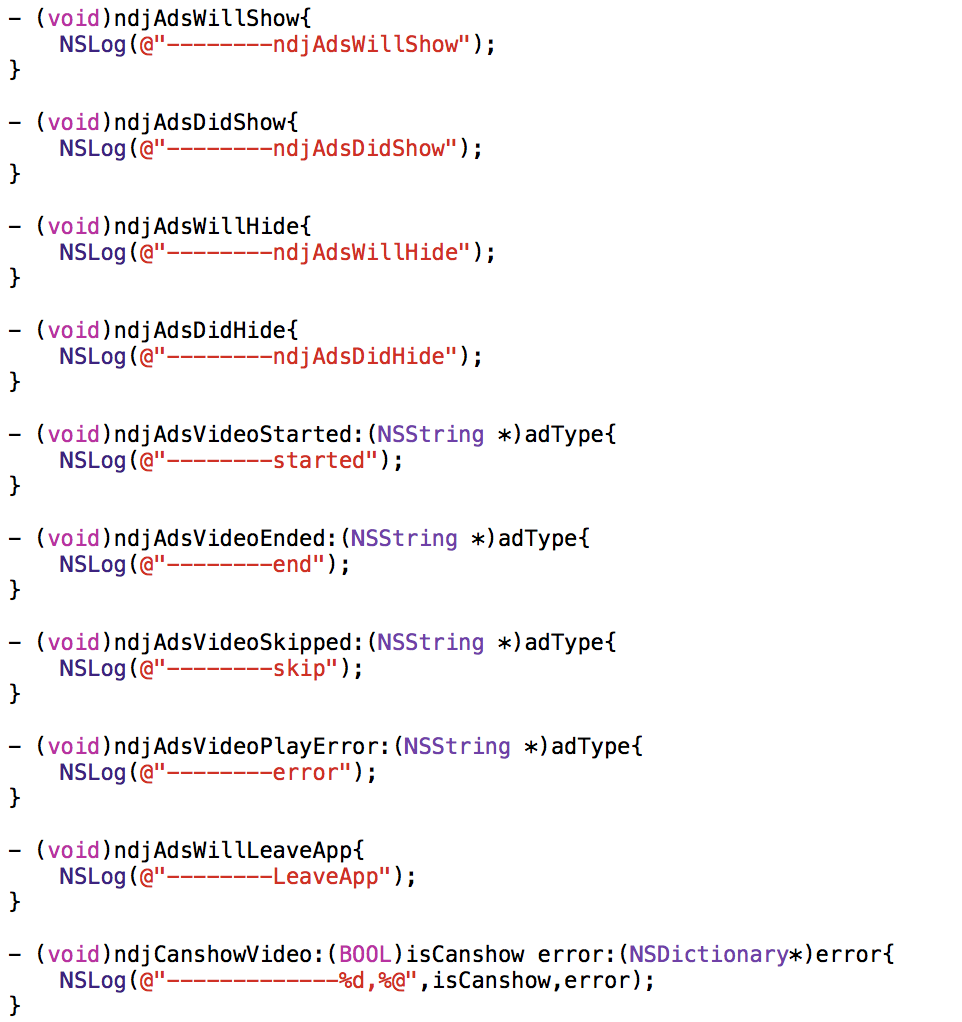 - (void)ndjAdsWillShow{
    NSLog(@"--------ndjAdsWillShow");
}
- (void)ndjAdsDidShow{
    NSLog(@"--------ndjAdsDidShow");
}
- (void)ndjAdsWillHide{
    NSLog(@"--------ndjAdsWillHide");
}
- (void)ndjAdsDidHide{
    NSLog(@"--------ndjAdsDidHide");
}
- (void)ndjAdsVideoStarted:(NSString *)adType{
    NSLog(@"--------started");
}
- (void)ndjAdsVideoEnded:(NSString *)adType{
    NSLog(@"--------end");
}
- (void)ndjAdsVideoSkipped:(NSString *)adType{
    NSLog(@"--------skip");
}
- (void)ndjAdsVideoPlayError:(NSString *)adType{
    NSLog(@"--------error");
}
- (void)ndjAdsWillLeaveApp{
    NSLog(@"--------LeaveApp");
}
- (void)ndjCanshowVideo:(BOOL)isCanshow error:(NSDictionary*)error{
    NSLog(@"-------------%d,%@",isCanshow,error);
}